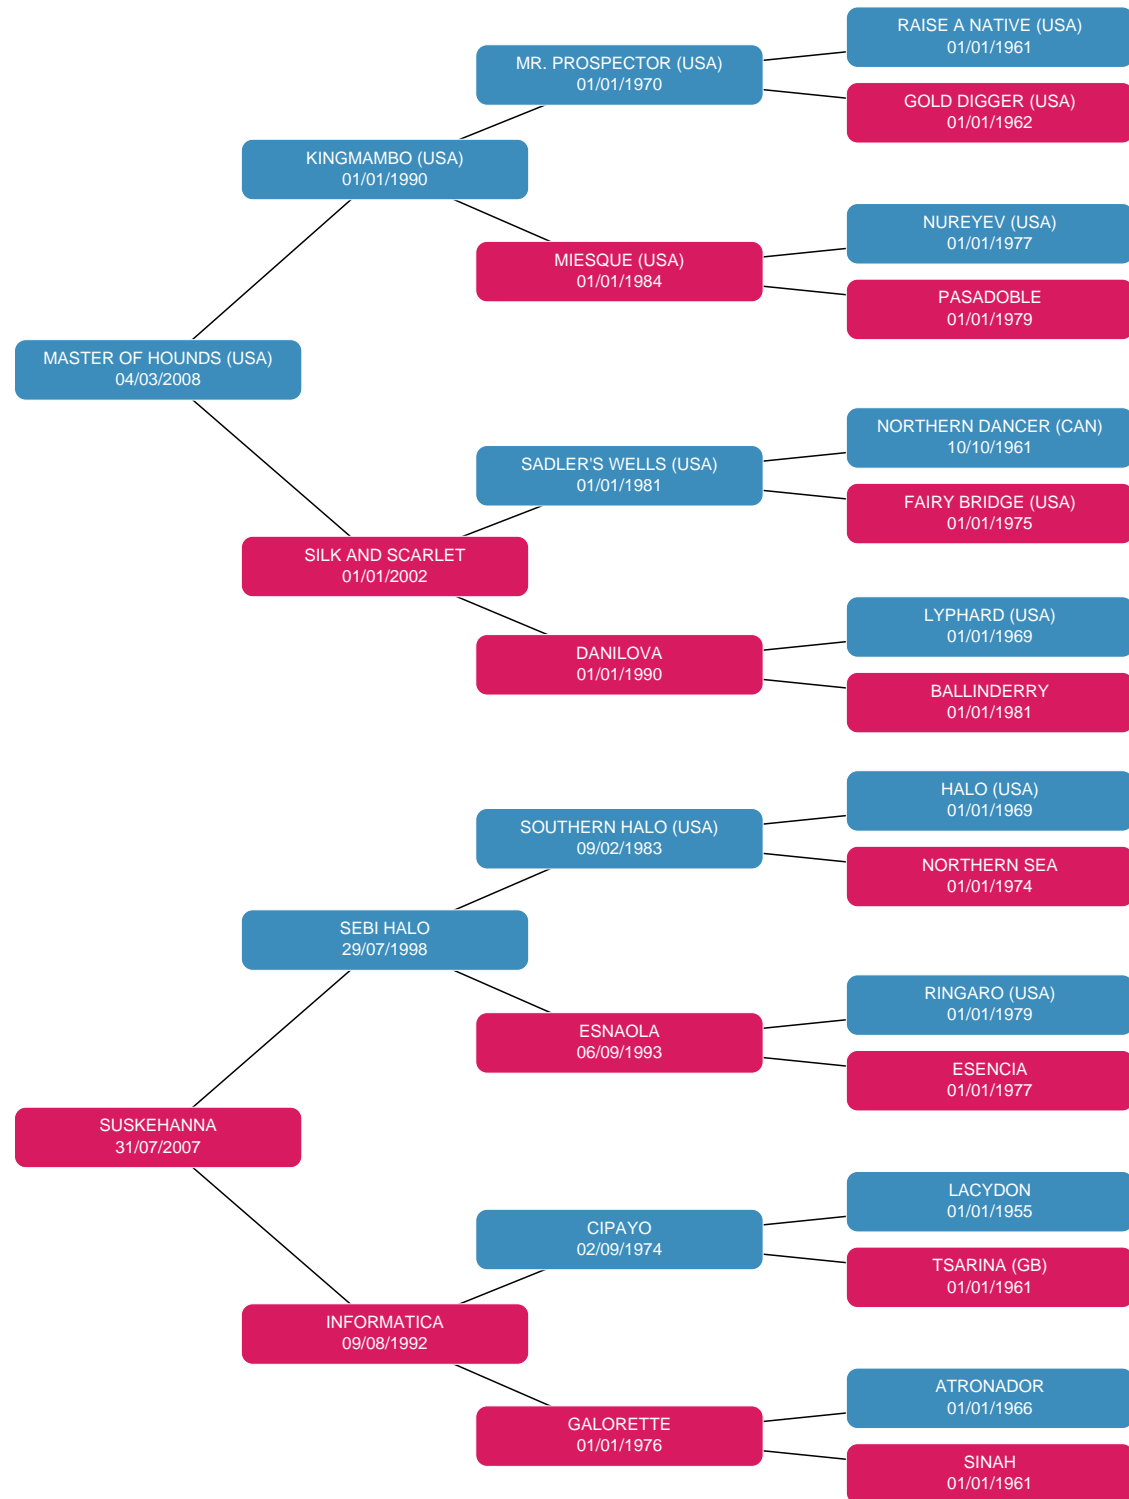 RAISE A NATIVE (USA)
01/01/1961
MR. PROSPECTOR (USA)
01/01/1970
GOLD DIGGER (USA)
01/01/1962
KINGMAMBO (USA)
01/01/1990
NUREYEV (USA)
01/01/1977
MIESQUE (USA)
01/01/1984
PASADOBLE
01/01/1979
MASTER OF HOUNDS (USA)
04/03/2008
NORTHERN DANCER (CAN)
10/10/1961
SADLER'S WELLS (USA)
01/01/1981
FAIRY BRIDGE (USA)
01/01/1975
SILK AND SCARLET
01/01/2002
LYPHARD (USA)
01/01/1969
DANILOVA
01/01/1990
BALLINDERRY
01/01/1981
HALO (USA)
01/01/1969
SOUTHERN HALO (USA)
09/02/1983
NORTHERN SEA
01/01/1974
SEBI HALO
29/07/1998
RINGARO (USA)
01/01/1979
ESNAOLA
06/09/1993
ESENCIA
01/01/1977
SUSKEHANNA
31/07/2007
LACYDON
01/01/1955
CIPAYO
02/09/1974
TSARINA (GB)
01/01/1961
INFORMATICA
09/08/1992
ATRONADOR
01/01/1966
GALORETTE
01/01/1976
SINAH
01/01/1961